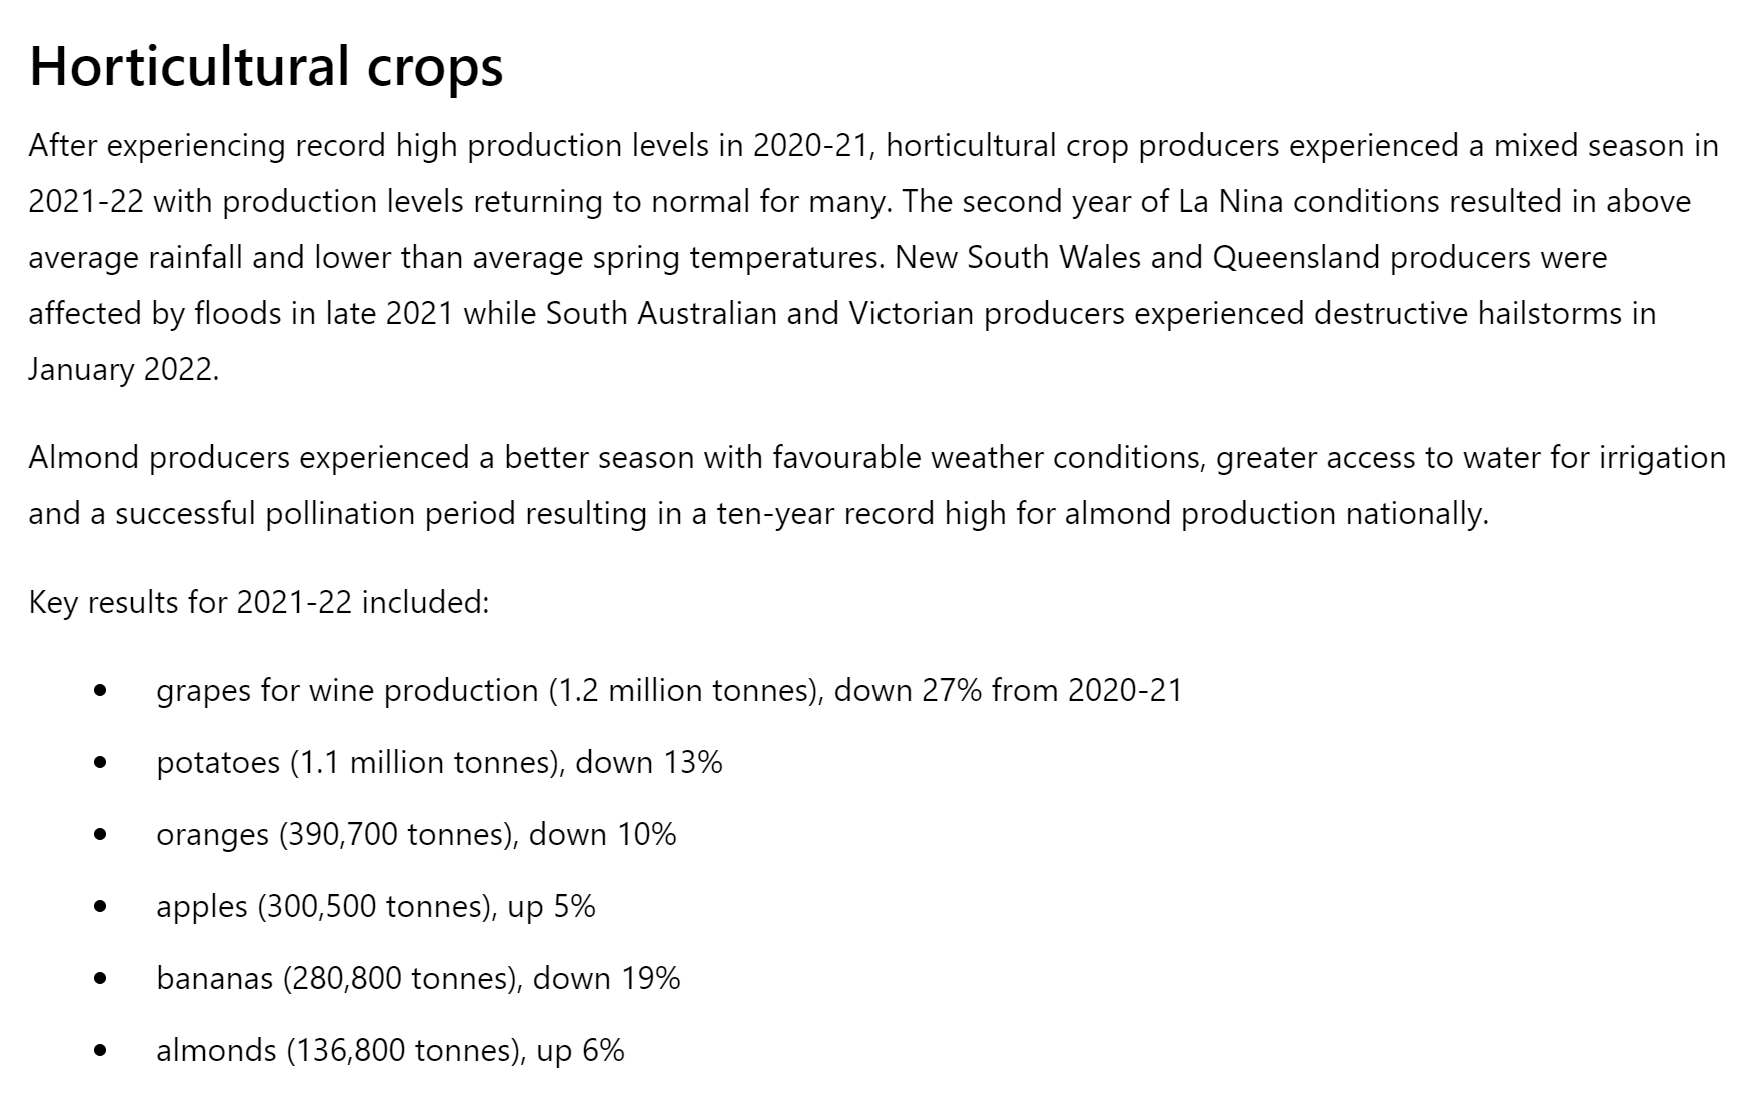 Horticultural crops
After experiencing record high production levels in 2020-21, horticultural crop producers experienced a mixed season in
2021-22 with production levels returning to normal for many. The second year of La Nina conditions resulted in above
average rainfall and lower than average spring temperatures. New South Wales and Queensland producers were
affected by floods in late 2021 while South Australian and Victorian producers experienced destructive hailstorms in
January 2022.
Almond producers experienced a better season with favourable weather conditions, greater access to water for irrigation
and a successful pollination period resulting in a ten-year record high for almond production nationally.
Key results for 2021-22 included:
• grapes for wine production (1.2 million tonnes), down 27% from 2020-21
• potatoes (1.1 million tonnes), down 13%
• oranges (390,700 tonnes), down 10%
• apples (300,500 tonnes), up 5%
• bananas (280,800 tonnes), down 19%
• almonds (136,800 tonnes), up 6%